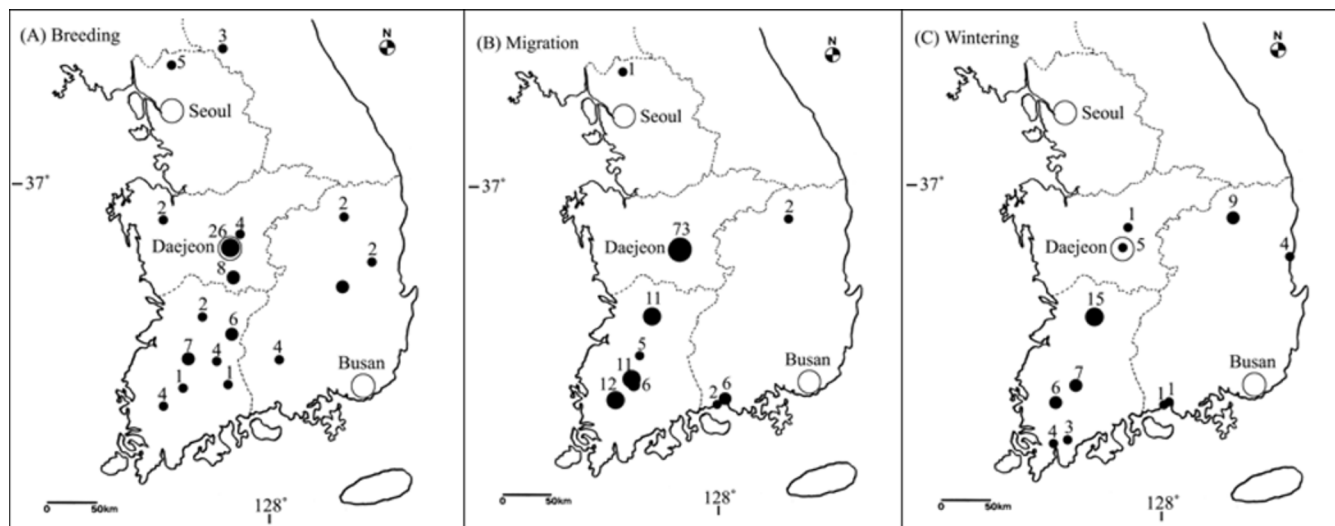 (A) Breeding
N
3
5
Seoul
−37°
2
2
26
4
Daejeon
2
8
2
6
7
4
4
1
1
Busan
4
128°
50km
(B) Migration
N
1
Seoul
−37°
2
73
Daejeon
11
5
11
6
12
Busan
2
6
128°
50km
(C) Wintering
N
Seoul
−37°
9
1
Daejeon
5
4
15
Busan
7
6
1
1
4
3
128°
50km